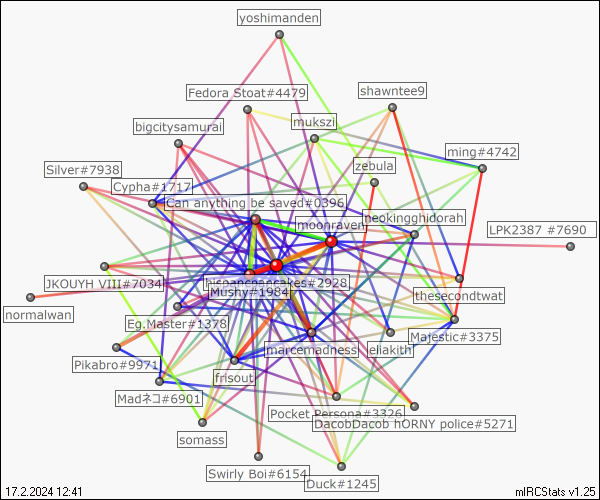 yoshimanden
Fedora Stoat#4479
shawntee9
bigcitysamurai
mukszi
ming#4742
zebula
Silver#7938
Cypha#1717
Can anything be saved#0396
neokingghidorah
moonraven
LPK2387 #7690
JKOUYH VIII#7034
hispancpancakes#2928
Mushy#1984
thesecondtwat
normalwan
Eg.Master#1378
Majestic#3375
marcemadness
ellakith
Pikabro#9971
frisout
Madネコ#6901
Pocket Persona#3326
DacobDacob hORNY police#5271
somass
Swirly Boi#6154
Duck#1245
17.2.2024 12:41
mIRCStats v1.25